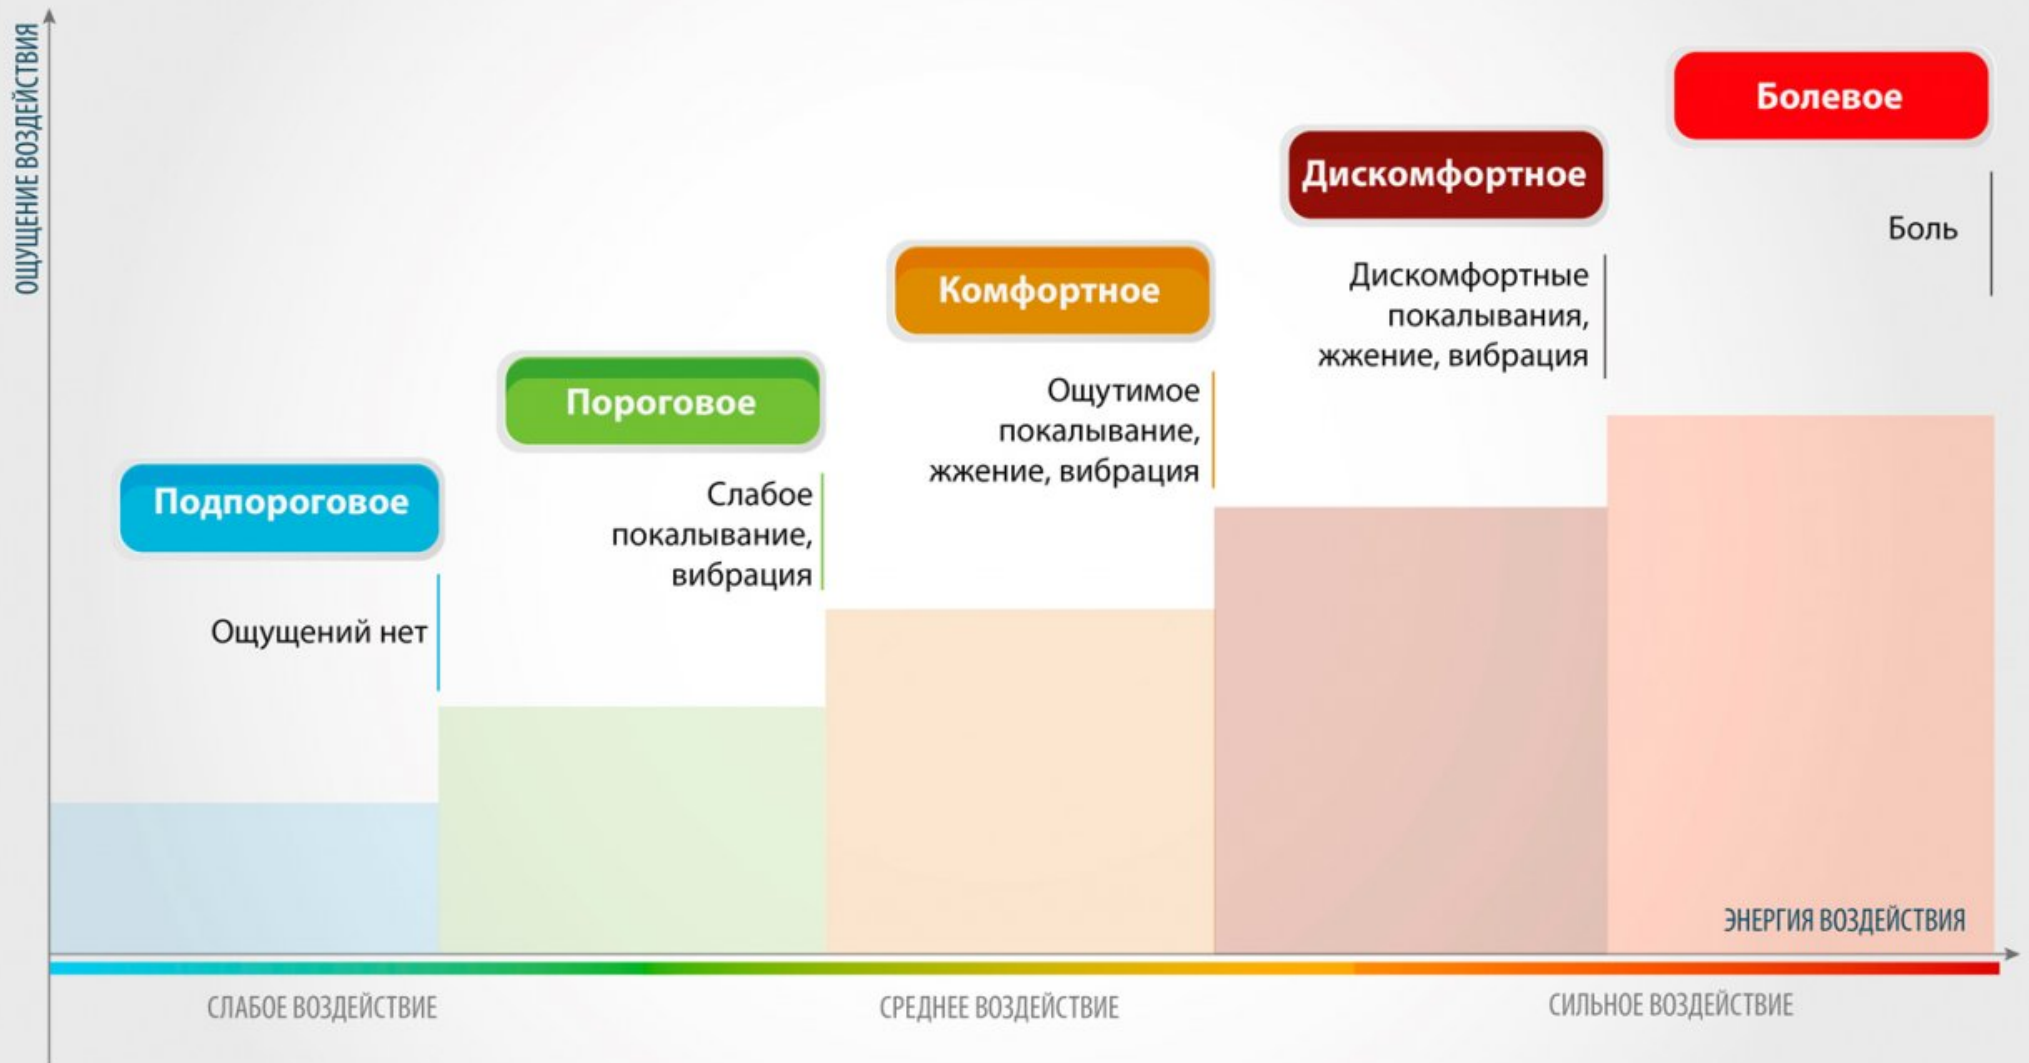 ОЩУЩЕНИЕ ВОЗДЕЙСТВИЯ
Подпороговое
Ощущений нет
Пороговое
Слабое
покалывание,
вибрация
Комфортное
Ощутимое
покалывание,
жжение, вибрация
Дискомфортное
Дискомфортные
покалывания,
жжение, вибрация
Болевое
Боль
ЭНЕРГИЯ ВОЗДЕЙСТВИЯ
СЛАБОЕ ВОЗДЕЙСТВИЕ
СРЕДНЕЕ ВОЗДЕЙСТВИЕ
СИЛЬНОЕ ВОЗДЕЙСТВИЕ